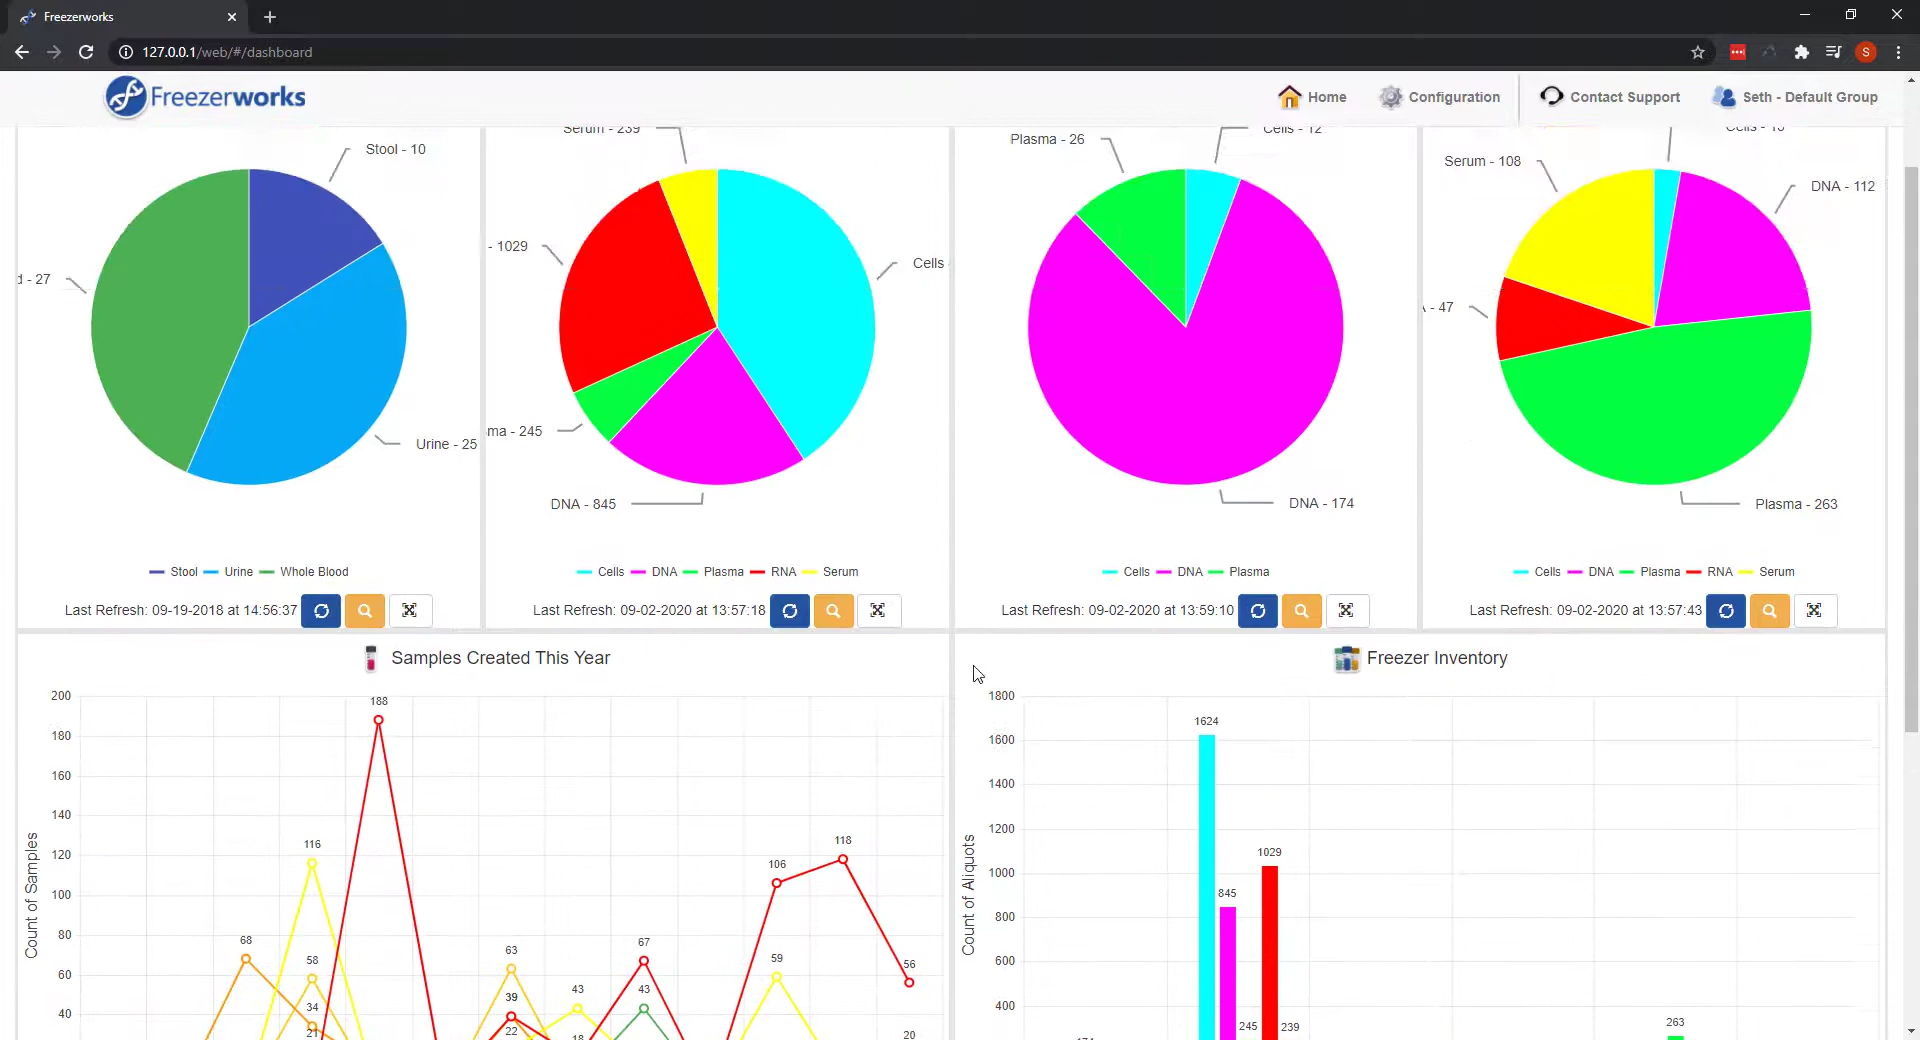 Freezerworks
127.0.0.1/web/#/dashboard
S
Freezerworks
Home
Configuration
Contact Support
Seth - Default Group
Stool - 10
d - 27
Urine - 25
Stool Urine Whole Blood
Last Refresh: 09-19-2018 at 14:56:37
Serum - 239
- 1029
Cells
ma - 245
DNA - 845
Cells DNA Plasma RNA Serum
Last Refresh: 09-02-2020 at 13:57:18
Plasma - 26
Cells - 12
DNA - 174
Cells DNA Plasma
Last Refresh: 09-02-2020 at 13:59:10
Serum - 108
DNA - 112
- 47
Plasma - 263
Cells DNA Plasma RNA Serum
Last Refresh: 09-02-2020 at 13:57:43
Samples Created This Year
Count of Samples
200
180
160
140
120
100
80
60
40
188
116
118
106
68
58
63
67
59
56
34
39
43
43
21
22
18
20
Freezer Inventory
Count of Aliquots
1800
1600
1400
1200
1000
800
600
400
1624
1029
845
245
239
263